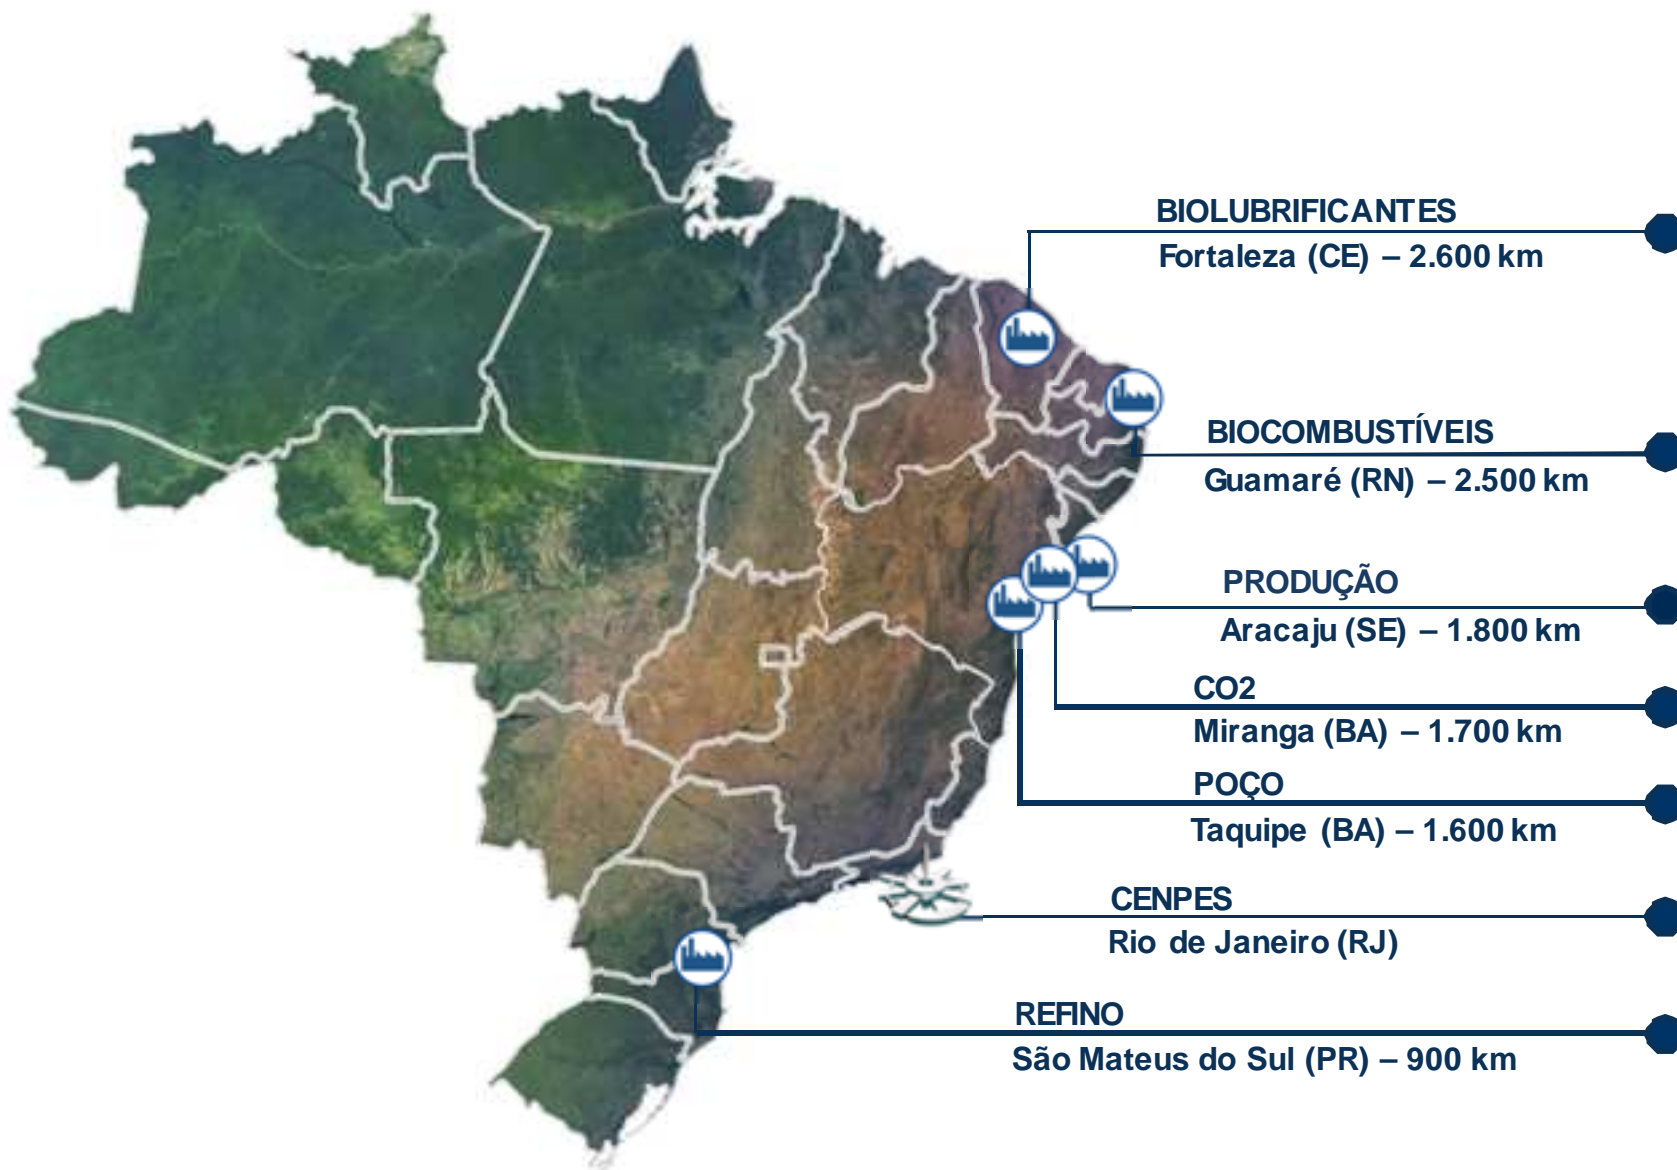 BIOLUBRIFICANTES
Fortaleza (CE) – 2.600 km
BIOCOMBUSTÍVEIS
Guamaré (RN) – 2.500 km
PRODUÇÃO
Aracaju (SE) – 1.800 km
CO2
Miranga (BA) – 1.700 km
POÇO
Taquipe (BA) – 1.600 km
CENPES
Rio de Janeiro (RJ)
REFINO
São Mateus do Sul (PR) – 900 km